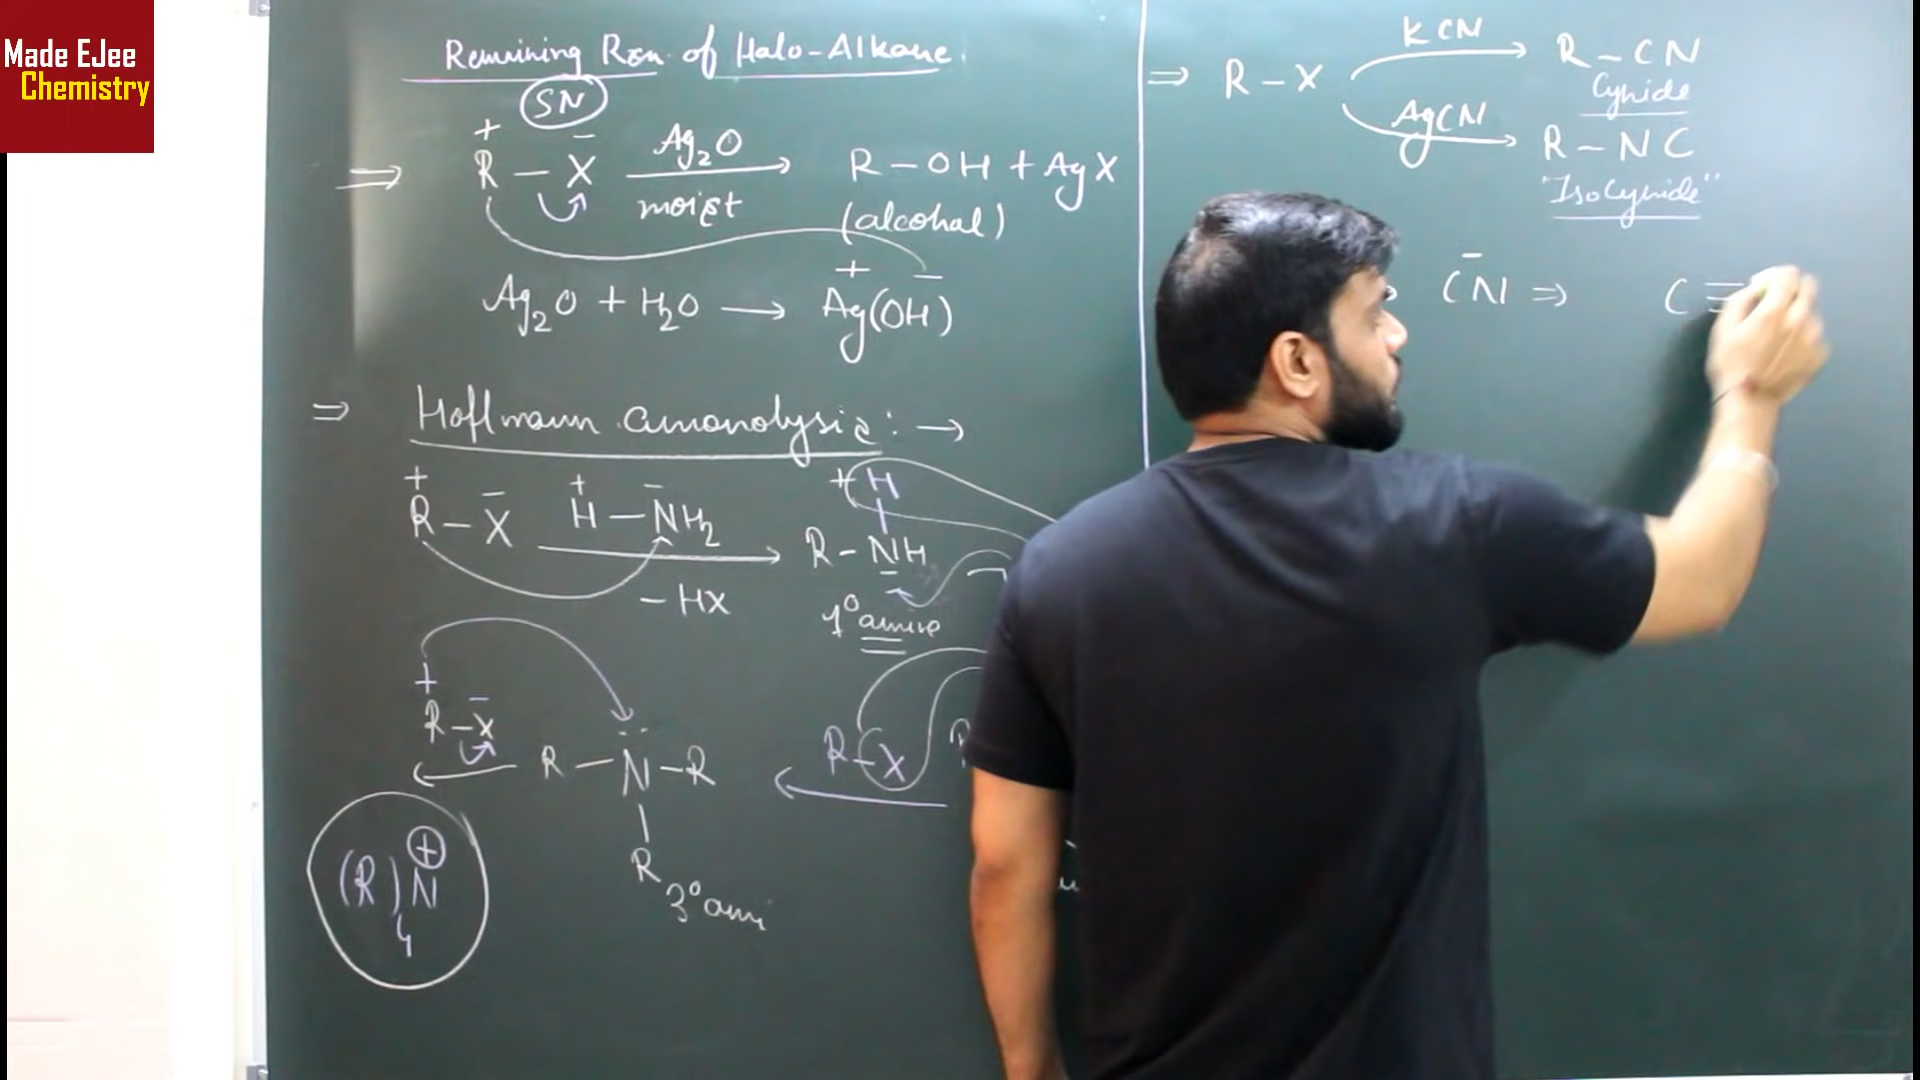 Made EJee
Chemistry
Remaining Rxn. of Halo-Alkane.
SN
+ −
⇒ R − X Ag₂O → R − OH + AgX
moist (alcohal)
+ −
Ag₂O + H₂O ⟶ Ag(OH)
⇒ Hoffmann amonolysis : →
+ − + − + H
R − X H − NH₂ → R − NH
− HX
1° amine
+ −
R − X
R − N̈ − R
R
3° ami
R − X
(R)₄ N⊕
⇒ R − X
KCN → R − CN
Cynide
AgCN → R − NC
"IsoCynide"
−
CN ⇒ C ≡